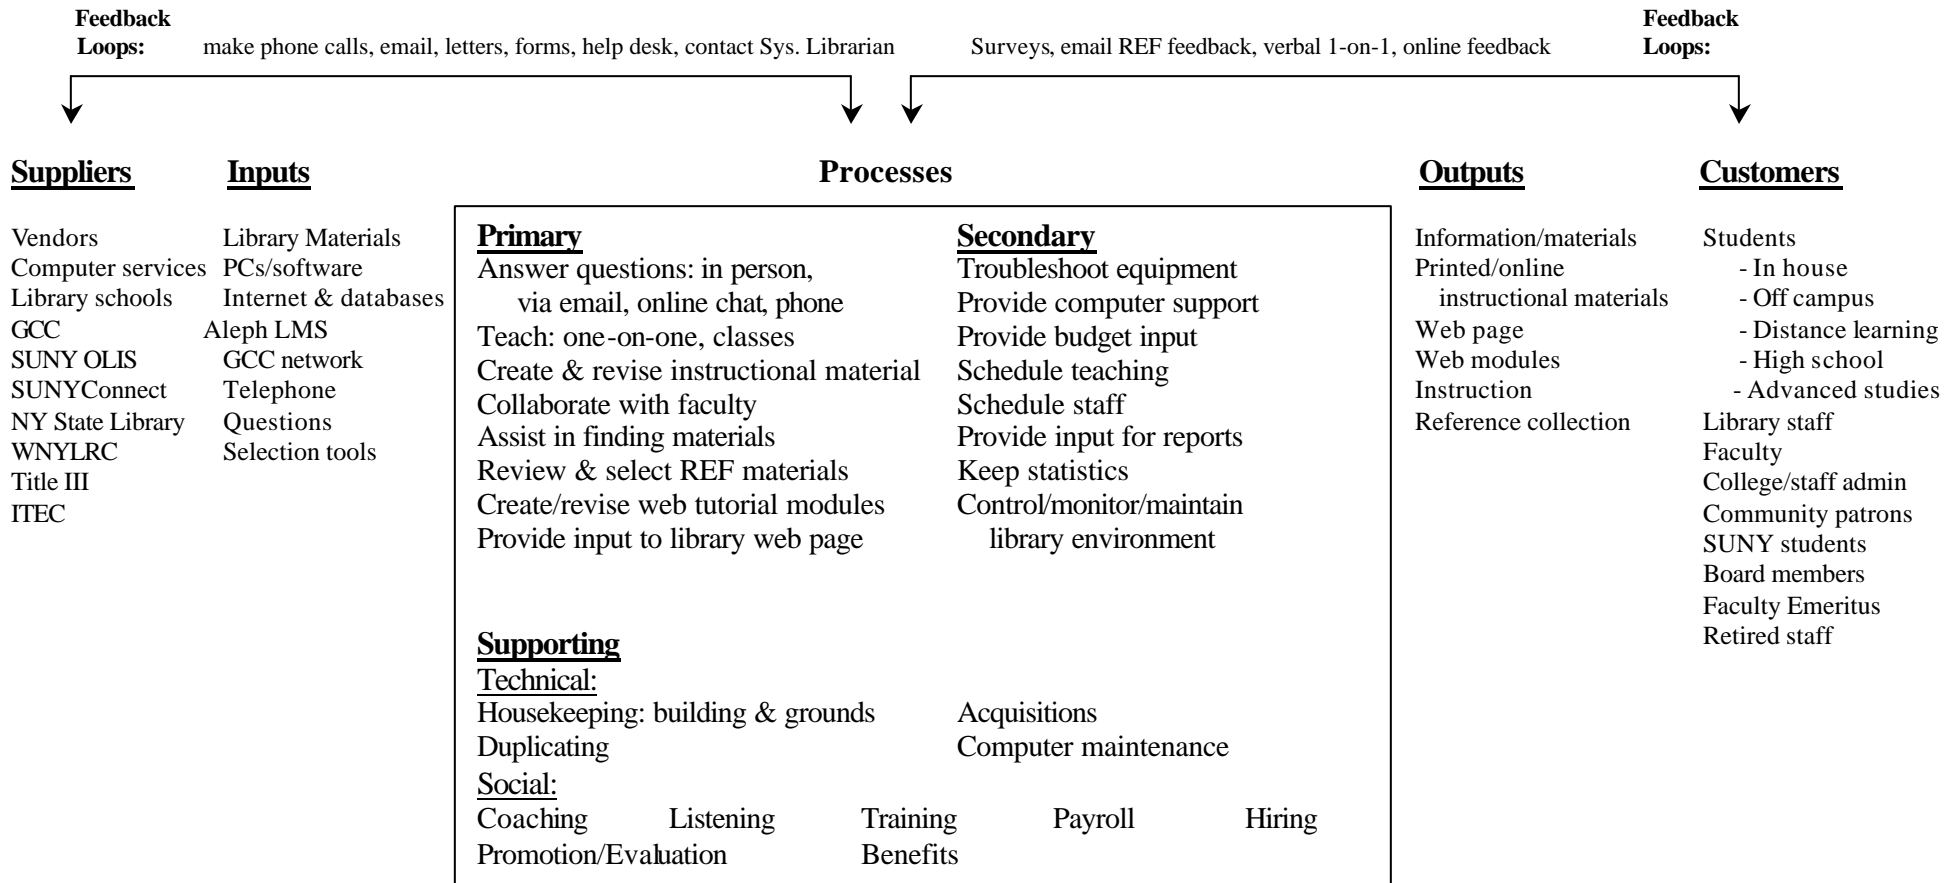 Feedback
Loops: make phone calls, email, letters, forms, help desk, contact Sys. Librarian
Surveys, email REF feedback, verbal 1-on-1, online feedback
Feedback
Loops:
Suppliers
Vendors
Computer services
Library schools
GCC
SUNY OLIS
SUNYConnect
NY State Library
WNYLRC
Title III
ITEC
Inputs
Library Materials
PCs/software
Internet & databases
Aleph LMS
GCC network
Telephone
Questions
Selection tools
Processes
Primary
Answer questions: in person,
via email, online chat, phone
Teach: one-on-one, classes
Create & revise instructional material
Collaborate with faculty
Assist in finding materials
Review & select REF materials
Create/revise web tutorial modules
Provide input to library web page
Secondary
Troubleshoot equipment
Provide computer support
Provide budget input
Schedule teaching
Schedule staff
Provide input for reports
Keep statistics
Control/monitor/maintain
library environment
Supporting
Technical:
Housekeeping: building & grounds Acquisitions
Duplicating Computer maintenance
Social:
Coaching Listening Training Payroll Hiring
Promotion/Evaluation Benefits
Outputs
Information/materials
Printed/online
instructional materials
Web page
Web modules
Instruction
Reference collection
Customers
Students
- In house
- Off campus
- Distance learning
- High school
- Advanced studies
Library staff
Faculty
College/staff admin
Community patrons
SUNY students
Board members
Faculty Emeritus
Retired staff